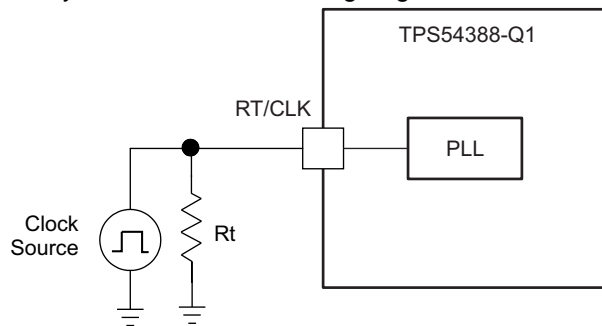 TPS54388-Q1
RT/CLK
PLL
Clock
Source
Rt